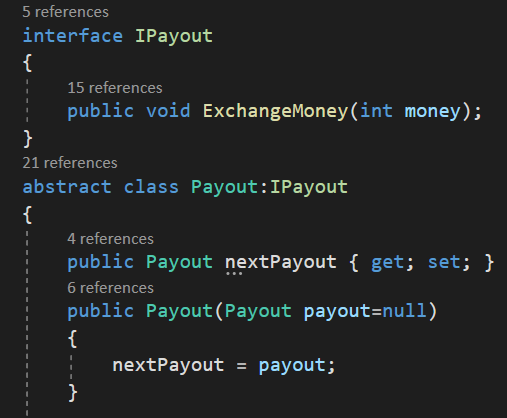 5 references
interface IPayout
{
15 references
public void ExchangeMoney(int money);
}
21 references
abstract class Payout:IPayout
{
4 references
public Payout nextPayout { get; set; }
6 references
public Payout(Payout payout=null)
{
nextPayout = payout;
}